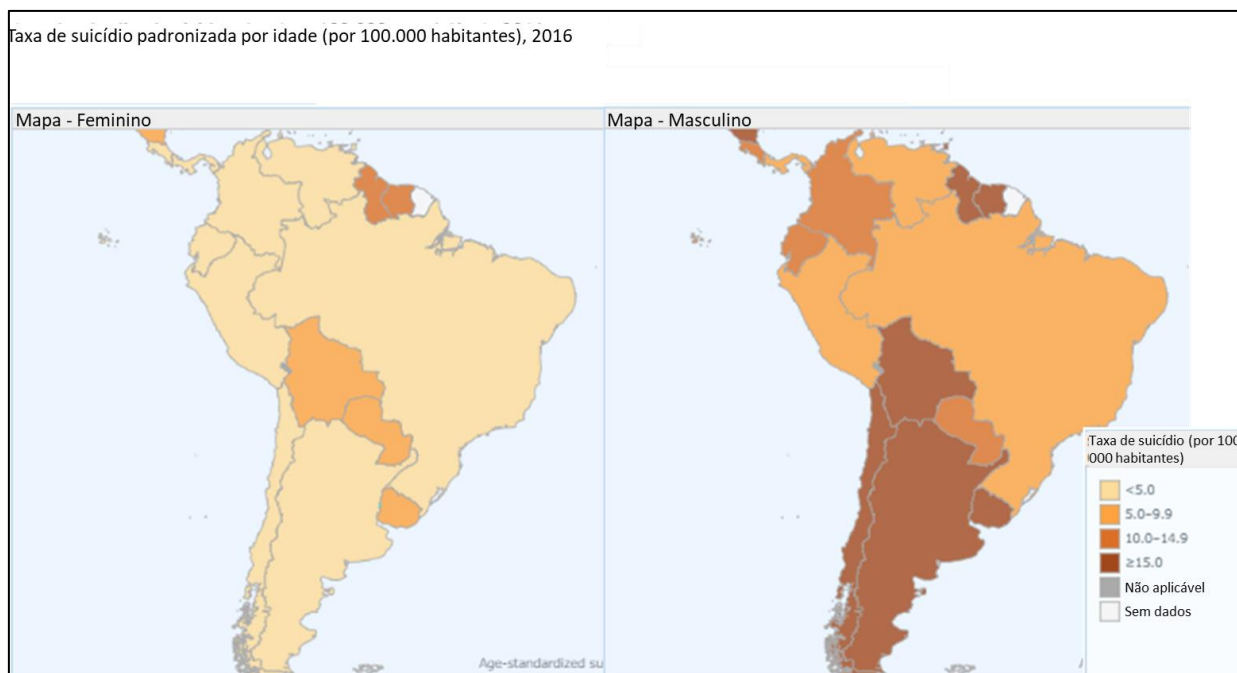 Taxa de suicídio padronizada por idade (por 100.000 habitantes), 2016
Mapa - Feminino
Mapa - Masculino
Taxa de suicídio (por 100
000 habitantes)
<5.0
5.0–9.9
10.0–14.9
≥15.0
Não aplicável
Sem dados
Age-standardized su